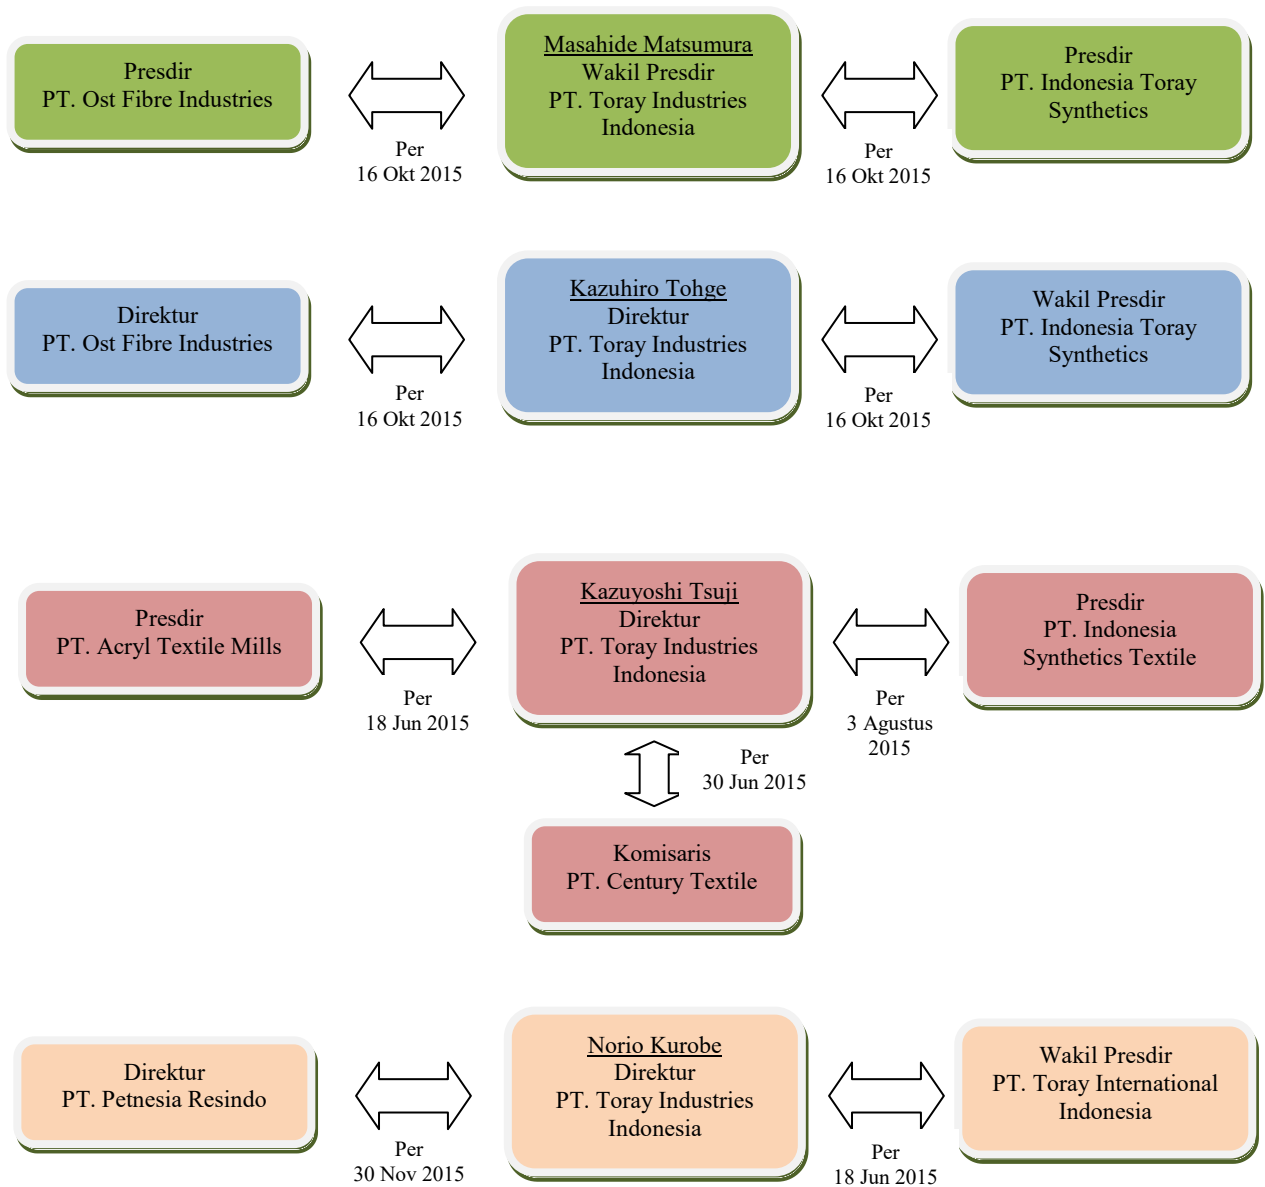 Presdir
PT. Ost Fibre Industries
Per
16 Okt 2015
Masahide Matsumura
Wakil Presdir
PT. Toray Industries
Indonesia
Per
16 Okt 2015
Presdir
PT. Indonesia Toray
Synthetics
Direktur
PT. Ost Fibre Industries
Per
16 Okt 2015
Kazuhiro Tohge
Direktur
PT. Toray Industries
Indonesia
Per
16 Okt 2015
Wakil Presdir
PT. Indonesia Toray
Synthetics
Presdir
PT. Acryl Textile Mills
Per
18 Jun 2015
Kazuyoshi Tsuji
Direktur
PT. Toray Industries
Indonesia
Per
3 Agustus
2015
Presdir
PT. Indonesia
Synthetics Textile
Per
30 Jun 2015
Komisaris
PT. Century Textile
Direktur
PT. Petnesia Resindo
Per
30 Nov 2015
Norio Kurobe
Direktur
PT. Toray Industries
Indonesia
Per
18 Jun 2015
Wakil Presdir
PT. Toray International
Indonesia